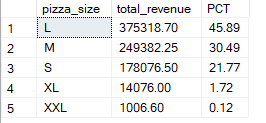 pizza_size total_revenue PCT
1 L 375318.70 45.89
2 M 249382.25 30.49
3 S 178076.50 21.77
4 XL 14076.00 1.72
5 XXL 1006.60 0.12